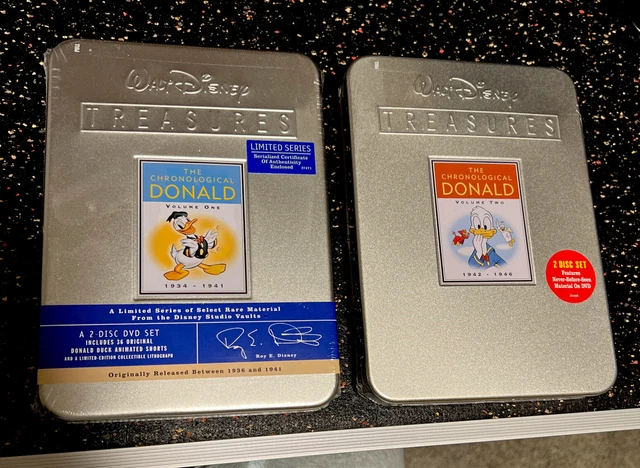 WALT DISNEY
TREASURES
LIMITED SERIES
Serialized Certificate
Of Authenticity
Enclosed
THE
CHRONOLOGICAL
DONALD
VOLUME ONE
1934 - 1941
A Limited Series of Select Rare Material
From the Disney Studio Vaults
A 2-DISC DVD SET
INCLUDES 36 ORIGINAL
DONALD DUCK ANIMATED SHORTS
AND A LIMITED-EDITION COLLECTIBLE LITHOGRAPH
Roy E. Disney
Originally Released Between 1936 and 1941
WALT DISNEY
TREASURES
THE
CHRONOLOGICAL
DONALD
VOLUME TWO
1942 - 1946
2 DISC SET
Features
Never-Before-Seen
Material On DVD